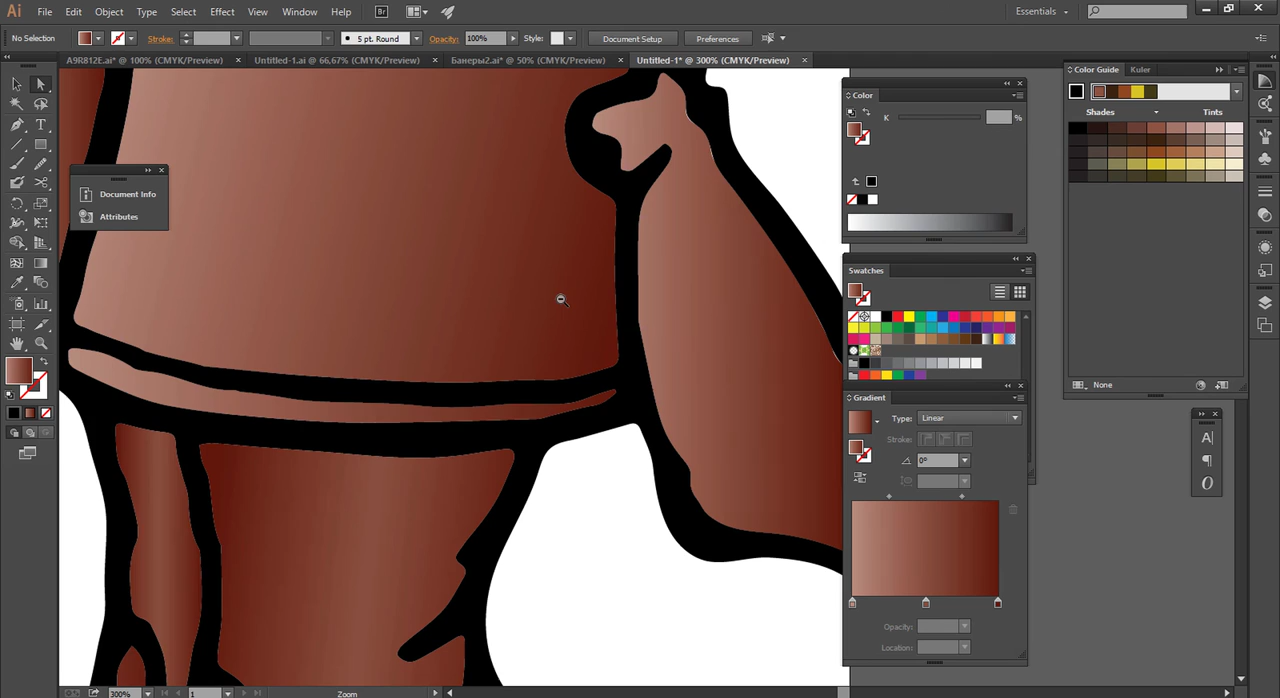 Ai File Edit Object Type Select Effect View Window Help Br Essentials
No Selection Stroke: 5 pt. Round Opacity: 100% Style: Document Setup Preferences
A9R812E.ai* @ 100% (CMYK/Preview) × Untitled-1.ai @ 66,67% (CMYK/Preview) × Банеры2.ai* @ 50% (CMYK/Preview) × Untitled-1* @ 300% (CMYK/Preview) ×
Color
K %
Color Guide Kuler
Shades Tints
None
Document Info
Attributes
Swatches
Gradient
Type: Linear
Stroke:
0°
Opacity:
Location:
300% 1 Zoom